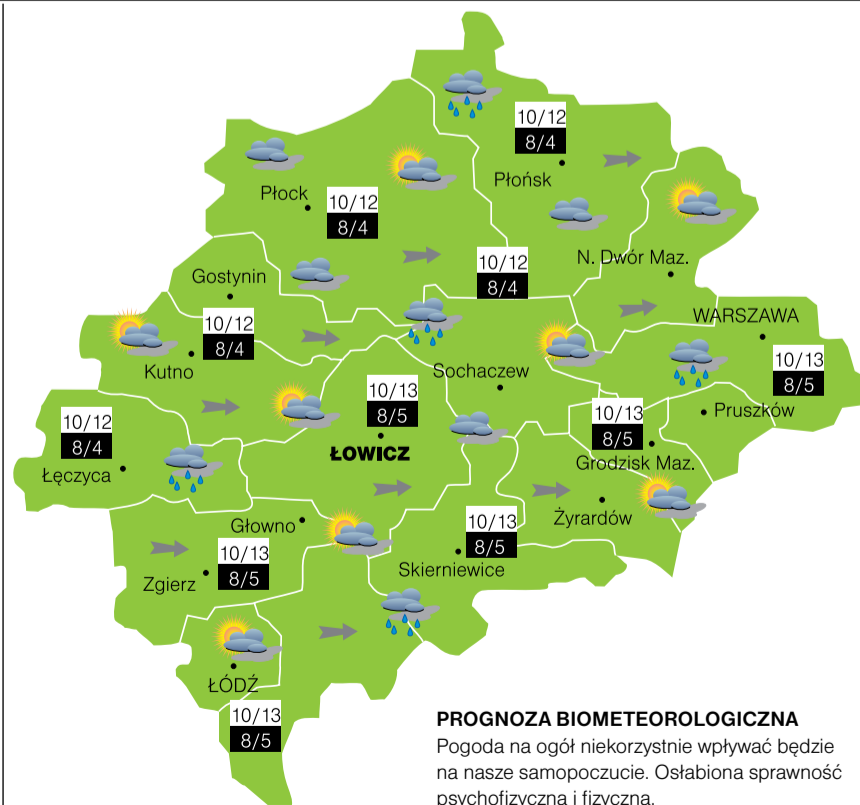 10/12
8/4
Płońsk
Płock
10/12
8/4
N. Dwór Maz.
10/12
8/4
Gostynin
10/12
8/4
Kutno
WARSZAWA
10/13
8/5
Sochaczew
10/13
8/5
ŁOWICZ
10/13
8/5
Pruszków
Grodzisk Maz.
10/12
8/4
Łęczyca
Żyrardów
Głowno
10/13
8/5
Skierniewice
10/13
8/5
Zgierz
ŁÓDŹ
10/13
8/5
PROGNOZA BIOMETEOROLOGICZNA
Pogoda na ogół niekorzystnie wpływać będzie
na nasze samopoczucie. Osłabiona sprawność
psychofizyczna i fizyczna.